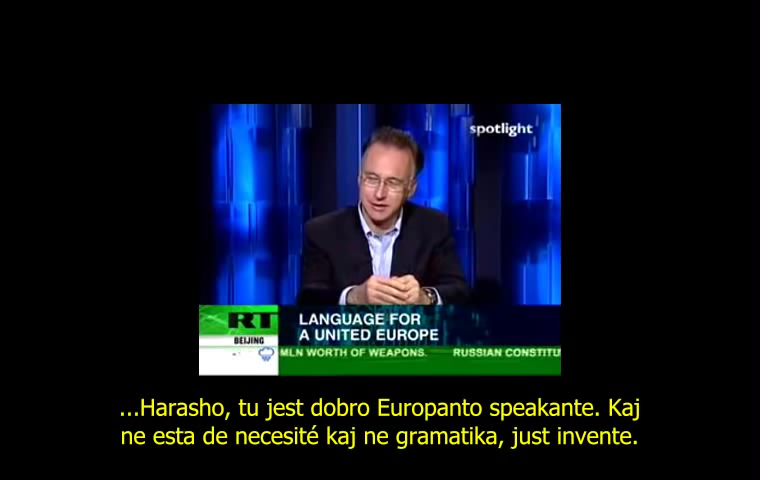 spotlight
RT
BEIJING
LANGUAGE FOR
A UNITED EUROPE
MLN WORTH OF WEAPONS. RUSSIAN CONSTITU
...Harasho, tu jest dobro Europanto speakante. Kaj
ne esta de necesité kaj ne gramatika, just invente.